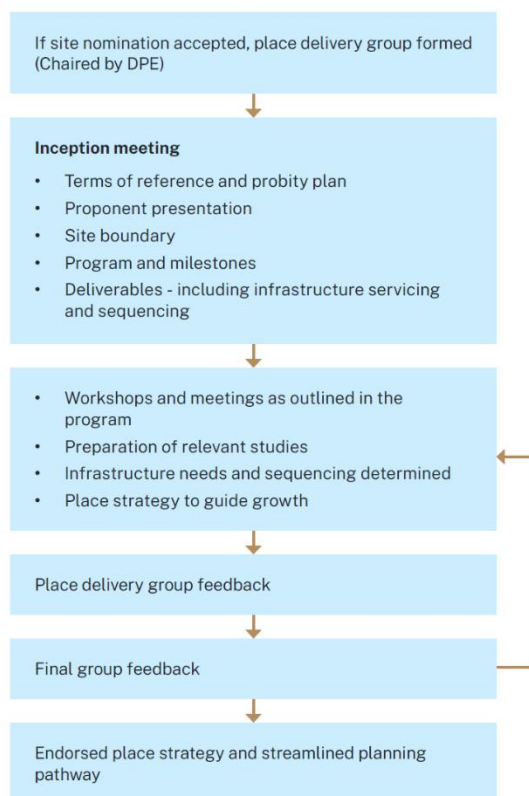 If site nomination accepted, place delivery group formed
(Chaired by DPE)
Inception meeting
• Terms of reference and probity plan
• Proponent presentation
• Site boundary
• Program and milestones
• Deliverables - including infrastructure servicing
and sequencing
• Workshops and meetings as outlined in the
program
• Preparation of relevant studies
• Infrastructure needs and sequencing determined
• Place strategy to guide growth
Place delivery group feedback
Final group feedback
Endorsed place strategy and streamlined planning
pathway